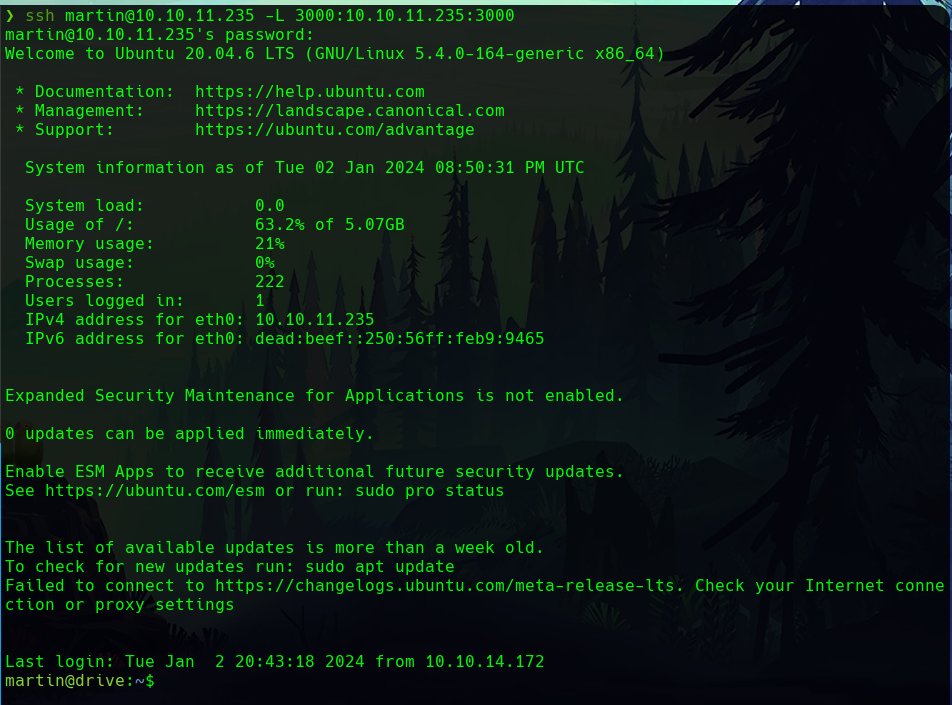 ❯ ssh martin@10.10.11.235 -L 3000:10.10.11.235:3000
martin@10.10.11.235's password:
Welcome to Ubuntu 20.04.6 LTS (GNU/Linux 5.4.0-164-generic x86_64)
* Documentation:  https://help.ubuntu.com
* Management:     https://landscape.canonical.com
* Support:        https://ubuntu.com/advantage
System information as of Tue 02 Jan 2024 08:50:31 PM UTC
System load:           0.0
Usage of /:            63.2% of 5.07GB
Memory usage:          21%
Swap usage:            0%
Processes:             222
Users logged in:       1
IPv4 address for eth0: 10.10.11.235
IPv6 address for eth0: dead:beef::250:56ff:feb9:9465
Expanded Security Maintenance for Applications is not enabled.
0 updates can be applied immediately.
Enable ESM Apps to receive additional future security updates.
See https://ubuntu.com/esm or run: sudo pro status
The list of available updates is more than a week old.
To check for new updates run: sudo apt update
Failed to connect to https://changelogs.ubuntu.com/meta-release-lts. Check your Internet conne
ction or proxy settings
Last login: Tue Jan  2 20:43:18 2024 from 10.10.14.172
martin@drive:~$